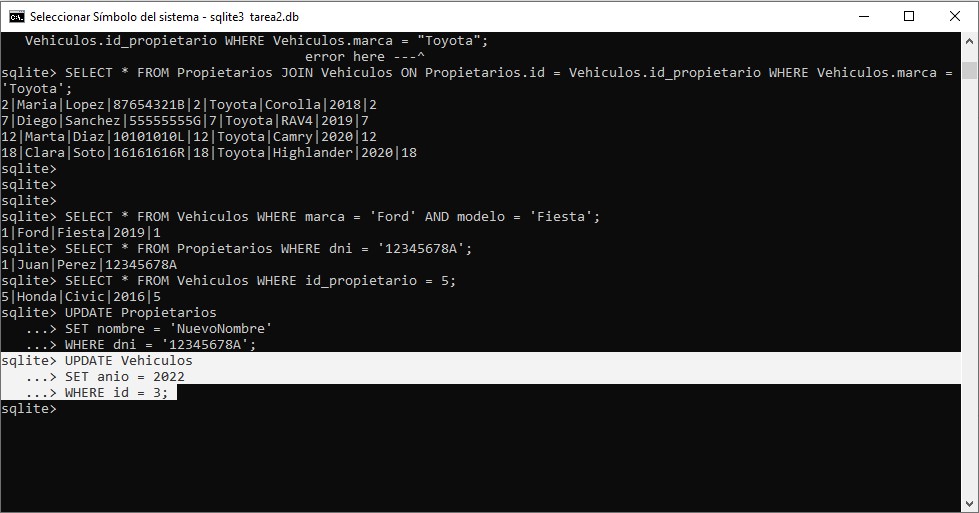 Seleccionar Símbolo del sistema - sqlite3  tarea2.db
   Vehiculos.id_propietario WHERE Vehiculos.marca = "Toyota";
                                      error here ---^
sqlite> SELECT * FROM Propietarios JOIN Vehiculos ON Propietarios.id = Vehiculos.id_propietario WHERE Vehiculos.marca =
'Toyota';
2|Maria|Lopez|87654321B|2|Toyota|Corolla|2018|2
7|Diego|Sanchez|55555555G|7|Toyota|RAV4|2019|7
12|Marta|Diaz|10101010L|12|Toyota|Camry|2020|12
18|Clara|Soto|16161616R|18|Toyota|Highlander|2020|18
sqlite>
sqlite>
sqlite>
sqlite> SELECT * FROM Vehiculos WHERE marca = 'Ford' AND modelo = 'Fiesta';
1|Ford|Fiesta|2019|1
sqlite> SELECT * FROM Propietarios WHERE dni = '12345678A';
1|Juan|Perez|12345678A
sqlite> SELECT * FROM Vehiculos WHERE id_propietario = 5;
5|Honda|Civic|2016|5
sqlite> UPDATE Propietarios
   ...> SET nombre = 'NuevoNombre'
   ...> WHERE dni = '12345678A';
sqlite> UPDATE Vehiculos
   ...> SET anio = 2022
   ...> WHERE id = 3;
sqlite>